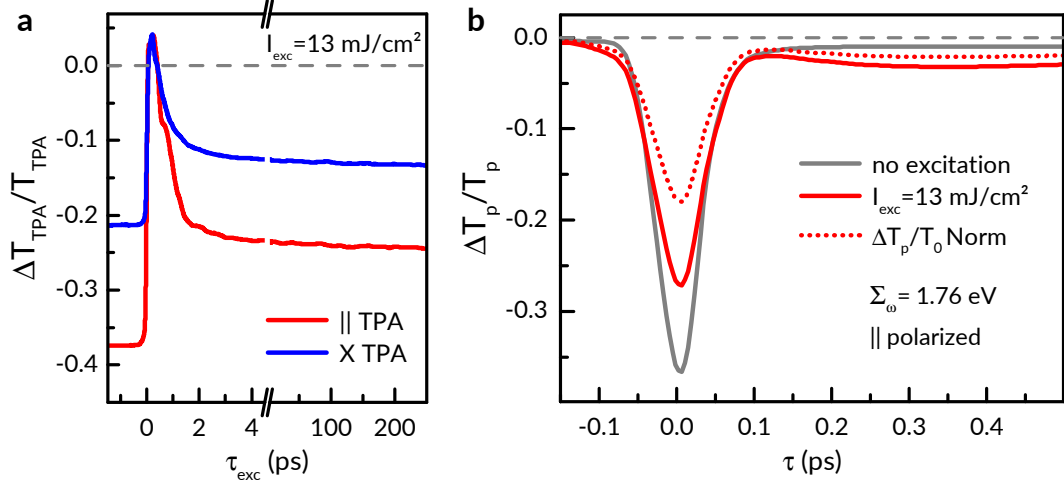 a
I_exc=13 mJ/cm²
0.0
-0.1
-0.2
-0.3
-0.4
ΔT_TPA/T_TPA
|| TPA
X TPA
0 2 4 100 200
τ_exc (ps)
b
0.0
-0.1
-0.2
-0.3
ΔT_p/T_p
no excitation
I_exc=13 mJ/cm²
ΔT_p/T_0 Norm
Σ_ω= 1.76 eV
|| polarized
-0.1 0.0 0.1 0.2 0.3 0.4
τ (ps)